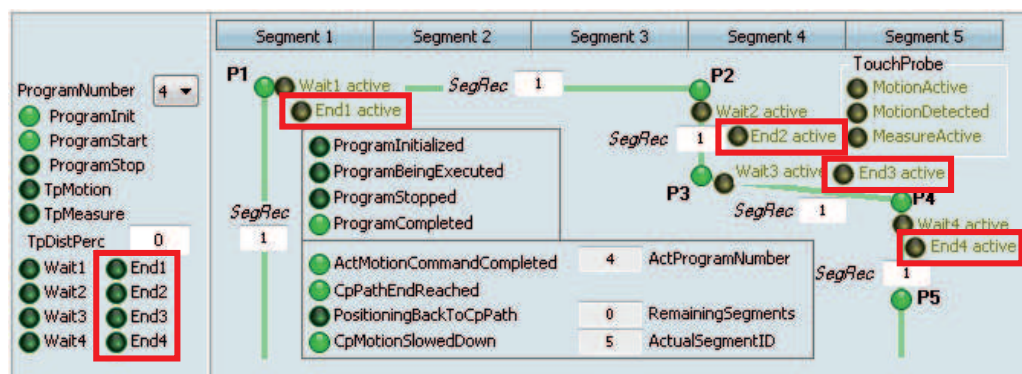 Segment 1 Segment 2 Segment 3 Segment 4 Segment 5
ProgramNumber 4
ProgramInit
ProgramStart
ProgramStop
TpMotion
TpMeasure
TpDistPerc 0
Wait1 End1
Wait2 End2
Wait3 End3
Wait4 End4
P1 Wait1 active SegRec 1 P2
End1 active
TouchProbe
MotionActive
MotionDetected
MeasureActive
Wait2 active
SegRec 1 End2 active
Wait3 active End3 active
P3 SegRec 1 P4
Wait4 active
End4 active
SegRec 1
P5
ProgramInitialized
ProgramBeingExecuted
ProgramStopped
ProgramCompleted
SegRec
1
ActMotionCommandCompleted 4 ActProgramNumber
CpPathEndReached
PositioningBackToCpPath 0 RemainingSegments
CpMotionSlowedDown 5 ActualSegmentID